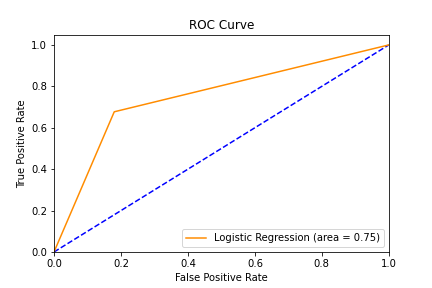 ROC Curve
True Positive Rate
1.0
0.8
0.6
0.4
0.2
0.0
0.0 0.2 0.4 0.6 0.8 1.0
Logistic Regression (area = 0.75)
False Positive Rate